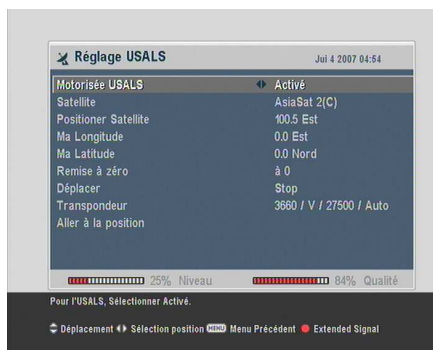 Réglage USALS Jui 4 2007 04:54
Motorisée USALS Activé
Satellite AsiaSat 2(C)
Positioner Satellite 100.5 Est
Ma Longitude 0.0 Est
Ma Latitude 0.0 Nord
Remise à zéro à 0
Déplacer Stop
Transpondeur 3660 / V / 27500 / Auto
Aller à la position
25% Niveau 84% Qualité
Pour l'USALS, Sélectionner Activé.
Déplacement Sélection position MENU Menu Précédent Extended Signal